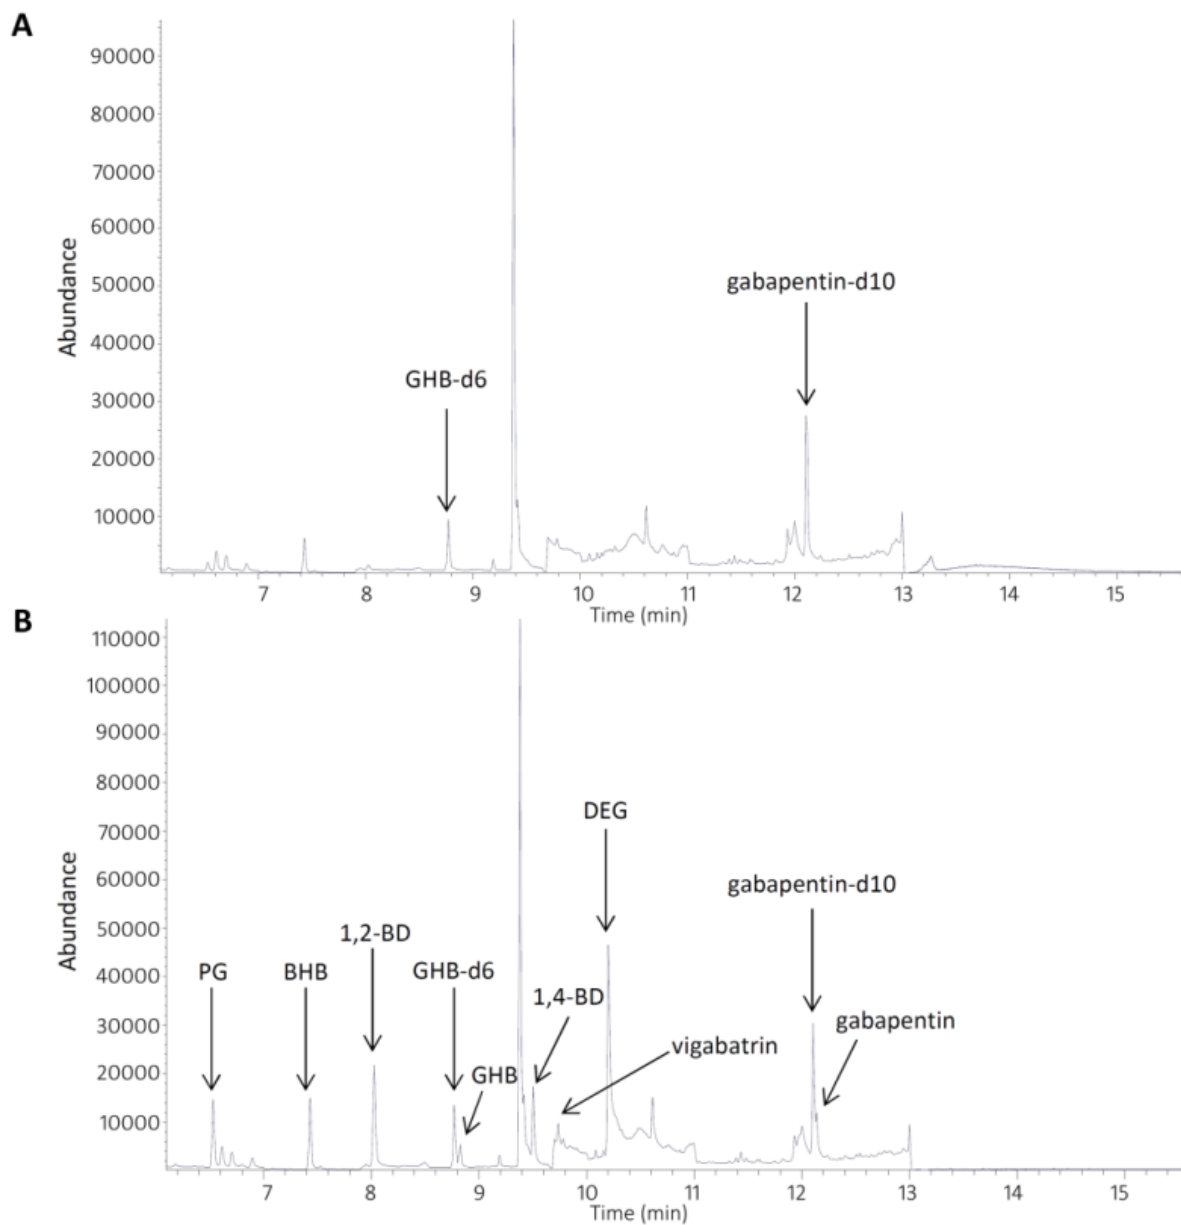 A
90000
80000
70000
60000
50000
40000
30000
20000
10000
Abundance
gabapentin-d10
GHB-d6
7 8 9 10 11 12 13 14 15
Time (min)
B
110000
100000
90000
80000
70000
60000
50000
40000
30000
20000
10000
Abundance
DEG
gabapentin-d10
1,2-BD
PG BHB GHB-d6
1,4-BD
gabapentin
vigabatrin
GHB
7 8 9 10 11 12 13 14 15
Time (min)